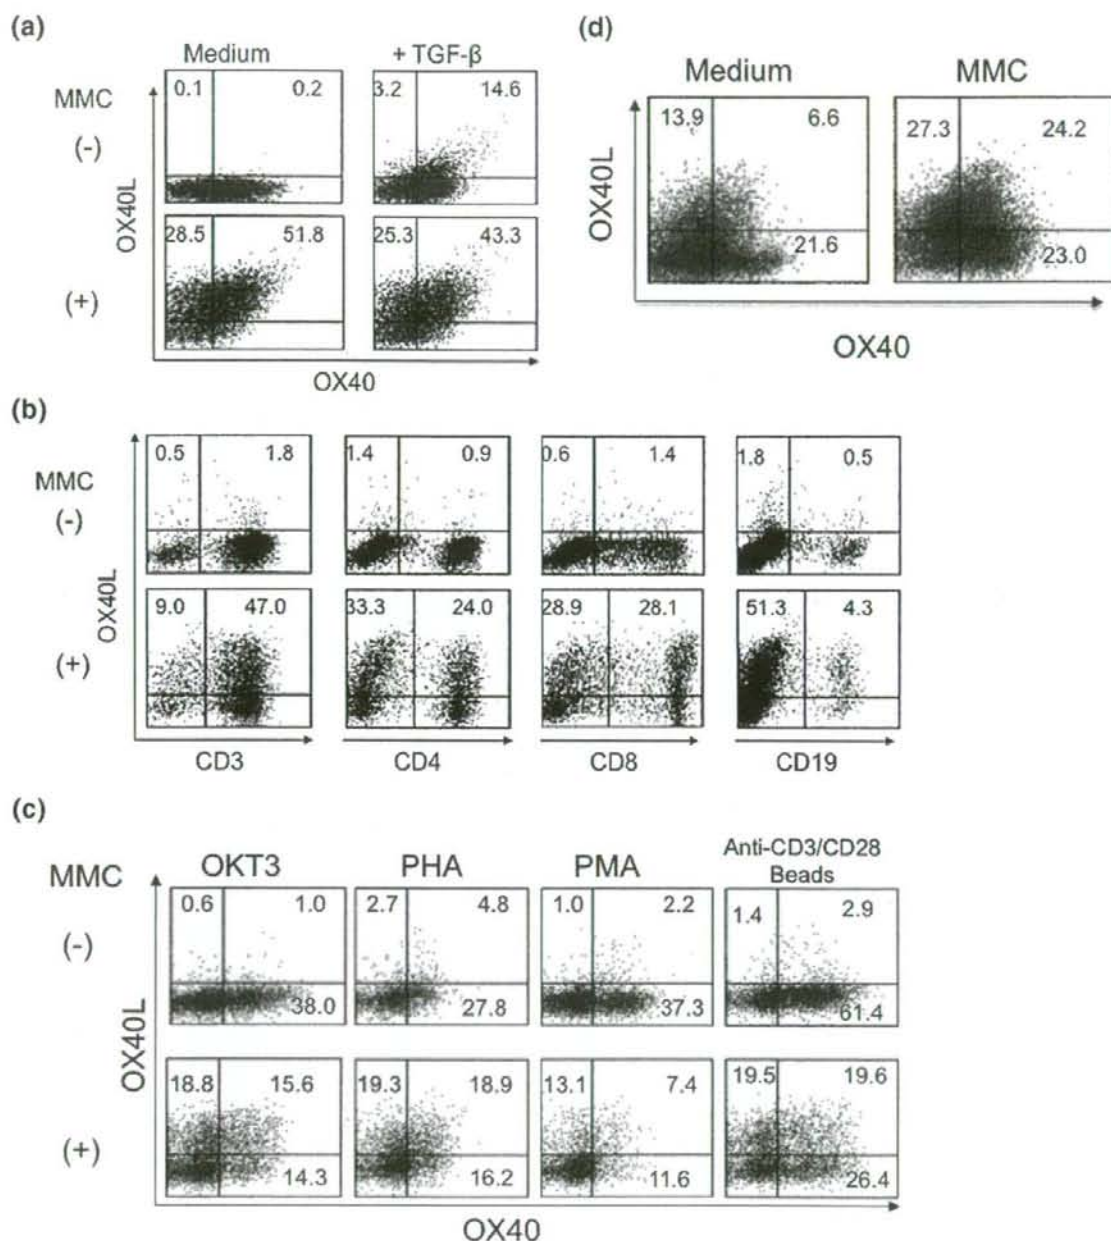 (a)
Medium
+ TGF-β
MMC
(-)
0.1 0.2
3.2 14.6
(+)
28.5 51.8
25.3 43.3
OX40L
OX40
(d)
Medium
MMC
13.9 6.6
21.6
27.3 24.2
23.0
OX40L
OX40
(b)
MMC
(-)
0.5 1.8
1.4 0.9
0.6 1.4
1.8 0.5
(+)
9.0 47.0
33.3 24.0
28.9 28.1
51.3 4.3
OX40L
CD3
CD4
CD8
CD19
(c)
MMC
OKT3
PHA
PMA
Anti-CD3/CD28
Beads
(-)
0.6 1.0
38.0
2.7 4.8
27.8
1.0 2.2
37.3
1.4 2.9
61.4
(+)
18.8 15.6
14.3
19.3 18.9
16.2
13.1 7.4
11.6
19.5 19.6
26.4
OX40L
OX40